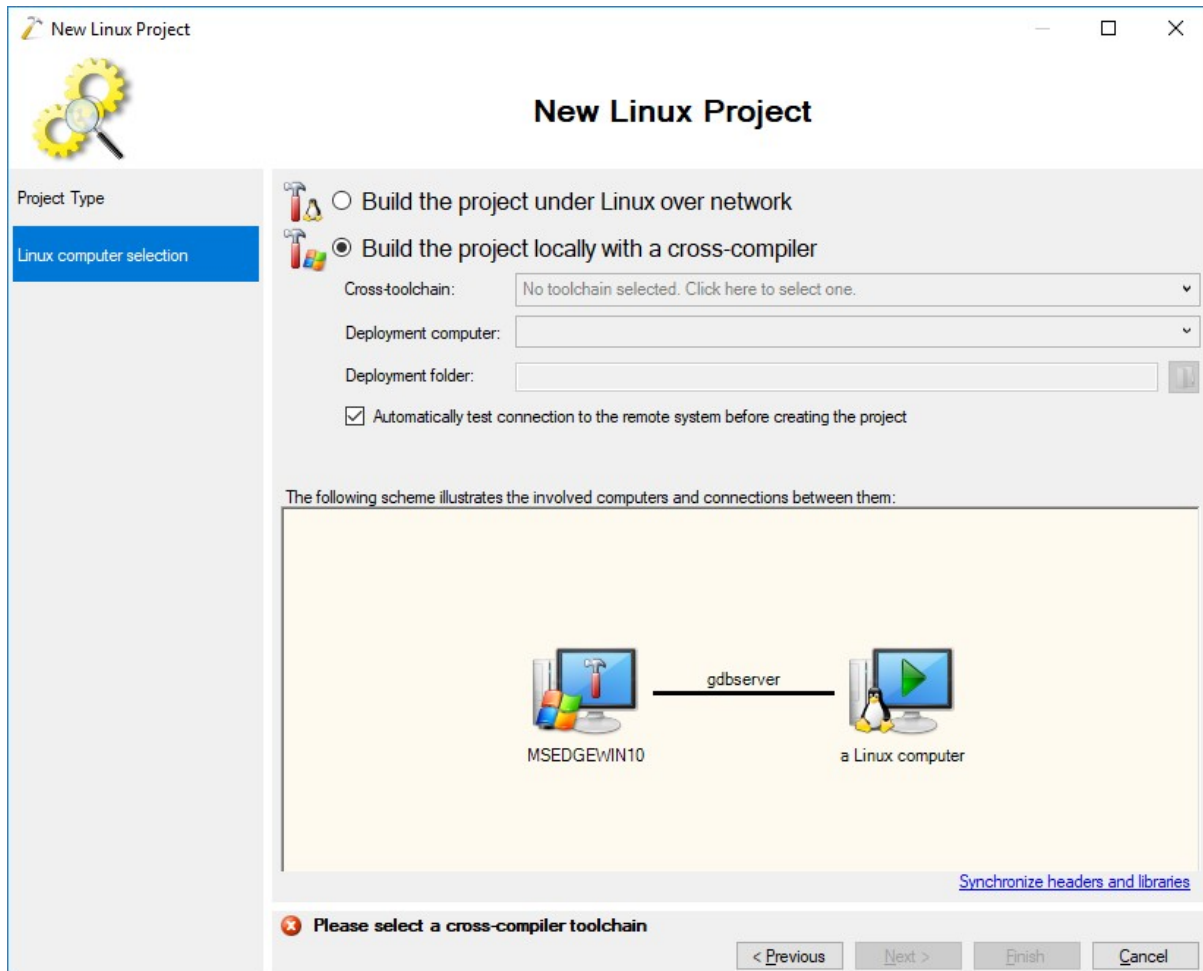 New Linux Project
New Linux Project
Project Type
Linux computer selection
Build the project under Linux over network
Build the project locally with a cross-compiler
Cross-toolchain: No toolchain selected. Click here to select one.
Deployment computer:
Deployment folder:
Automatically test connection to the remote system before creating the project
The following scheme illustrates the involved computers and connections between them:
gdbserver
MSEDGEWIN10 a Linux computer
Synchronize headers and libraries
Please select a cross-compiler toolchain
< Previous Next > Finish Cancel